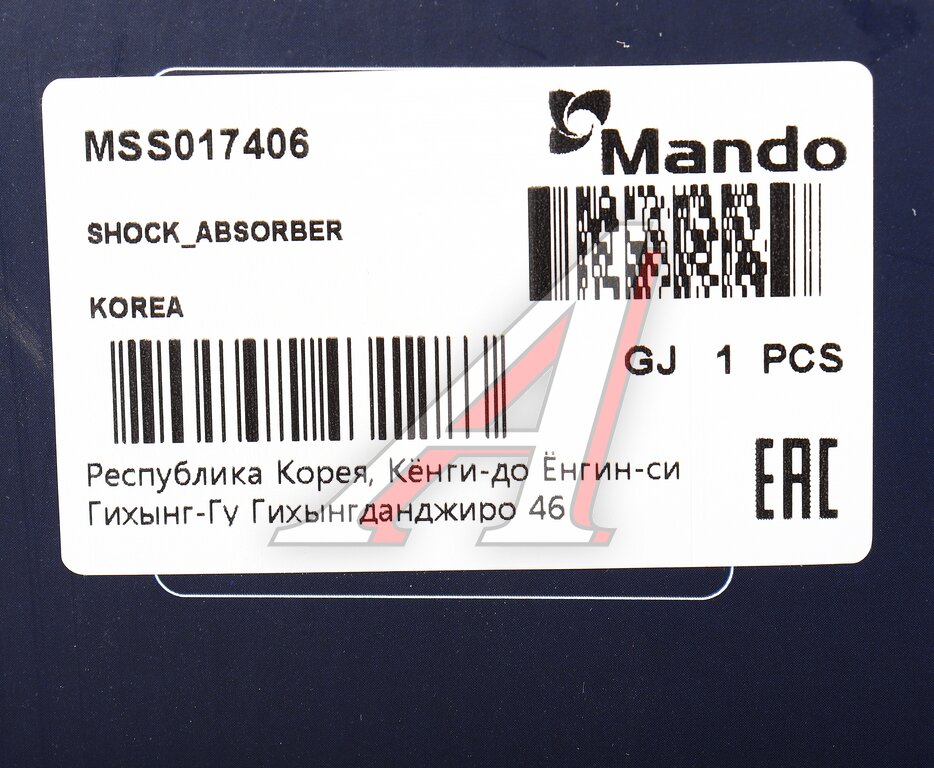 MSS017406
Mando
SHOCK_ABSORBER
KOREA
GJ 1 PCS
Республика Корея, Кёнги-до Ёнгин-си
Гихынг-Гу Гихынгданджиро 46
EAC